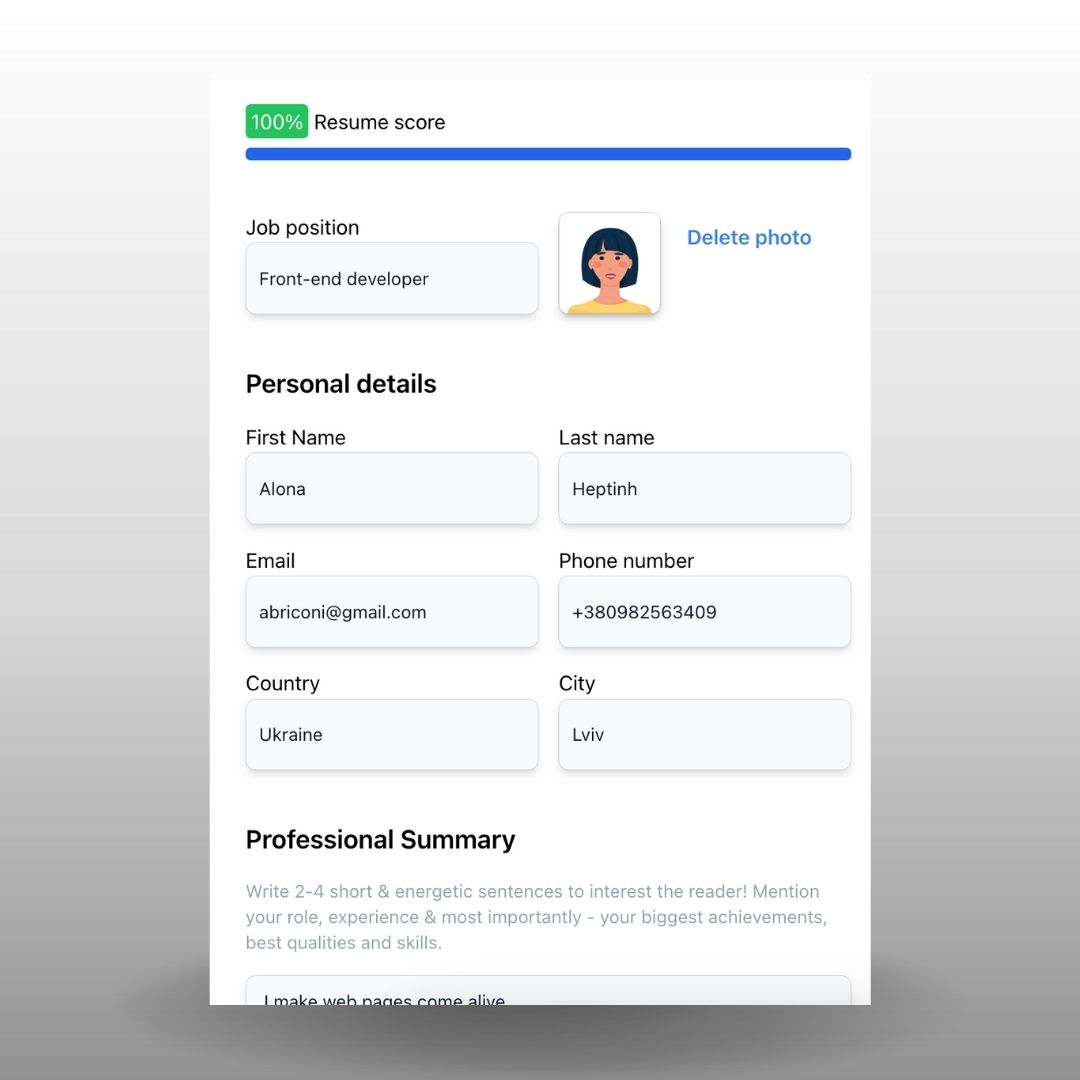 100% Resume score
Job position
Delete photo
Front-end developer
Personal details
First Name
Last name
Alona
Heptinh
Email
Phone number
abriconi@gmail.com
+380982563409
Country
City
Ukraine
Lviv
Professional Summary
Write 2-4 short & energetic sentences to interest the reader! Mention
your role, experience & most importantly - your biggest achievements,
best qualities and skills.
I make web pages come alive